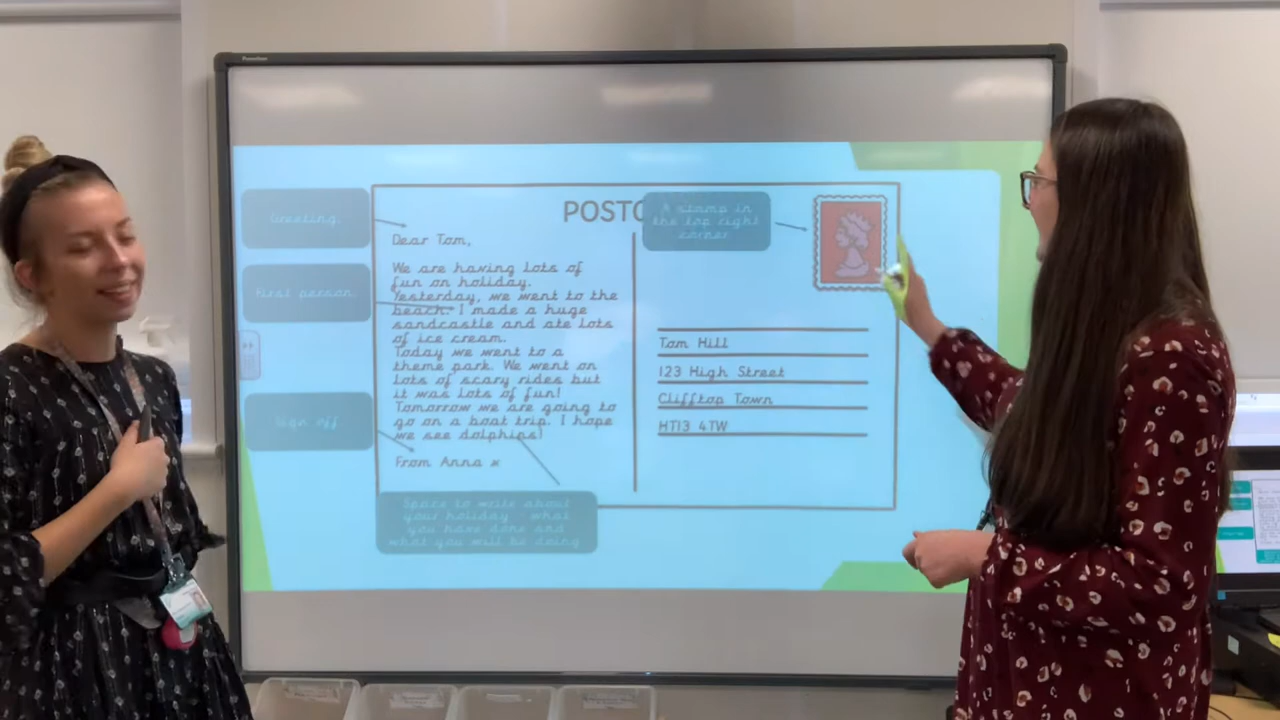 Greeting.
First person.
Sign off.
POSTC
A stamp in
the top right
corner.
Dear Tom,
We are having lots of
fun on holiday.
Yesterday, we went to the
beach. I made a huge
sandcastle and ate lots
of ice cream.
Today we went to a
theme park. We went on
lots of scary rides but
it was lots of fun!
Tomorrow we are going to
go on a boat trip. I hope
we see dolphins!
From Anna x
Tom Hill
123 High Street
Clifftop Town
HT13 4TW
Space to write about
your holiday - what
you have done and
what you will be doing